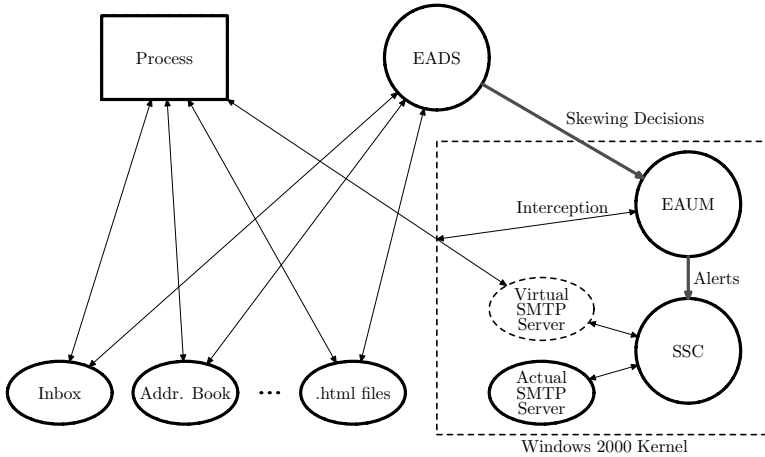 Process
EADS
Skewing Decisions
EAUM
Interception
Alerts
Virtual
SMTP
Server
SSC
Inbox
Addr. Book
...
.html files
Actual
SMTP
Server
Windows 2000 Kernel